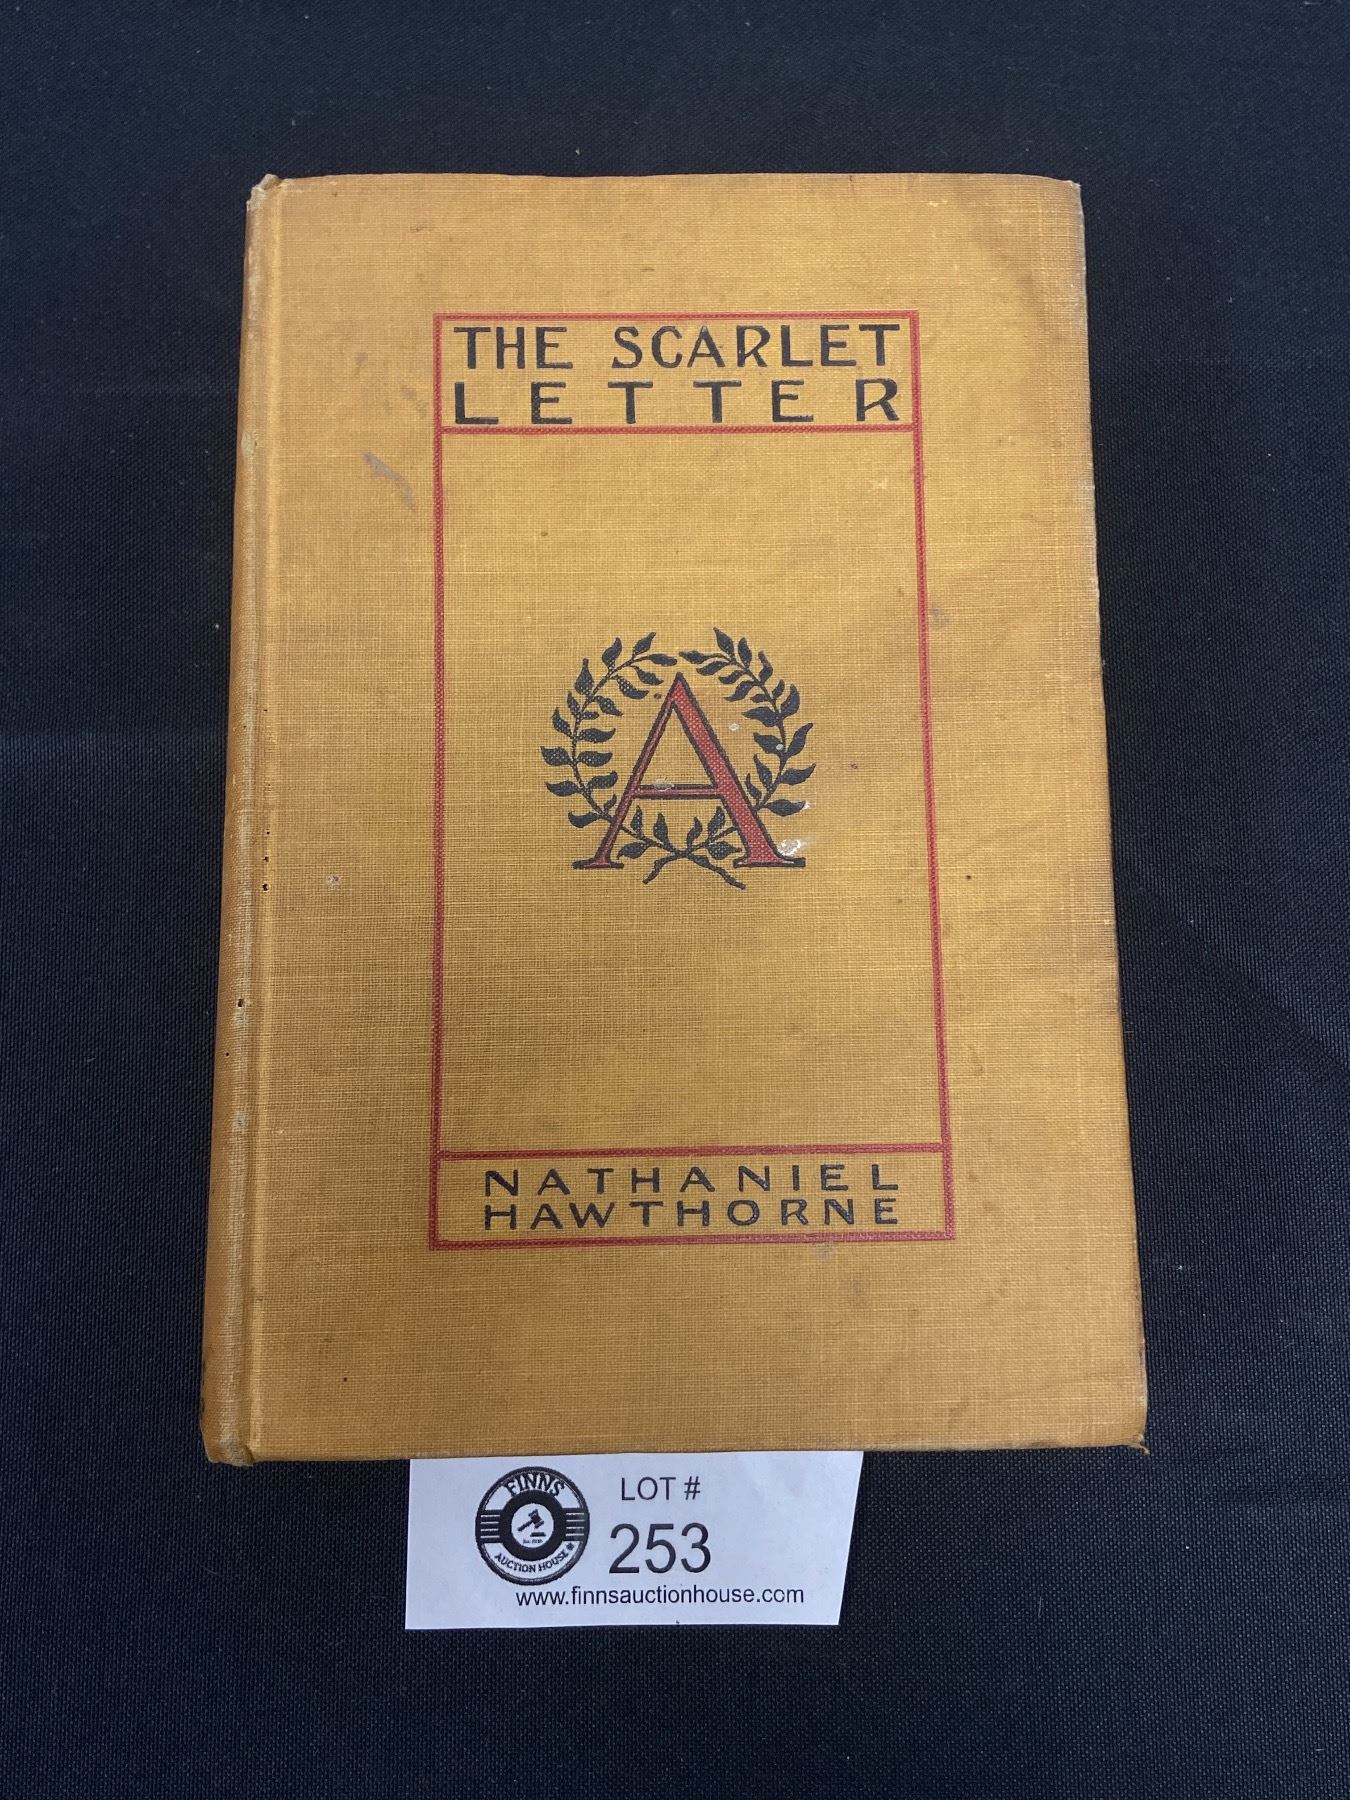 THE SCARLET
LETTER
A
NATHANIEL
HAWTHORNE
FINNS
AUCTION HOUSE
LOT #
253
www.finnsauctionhouse.com